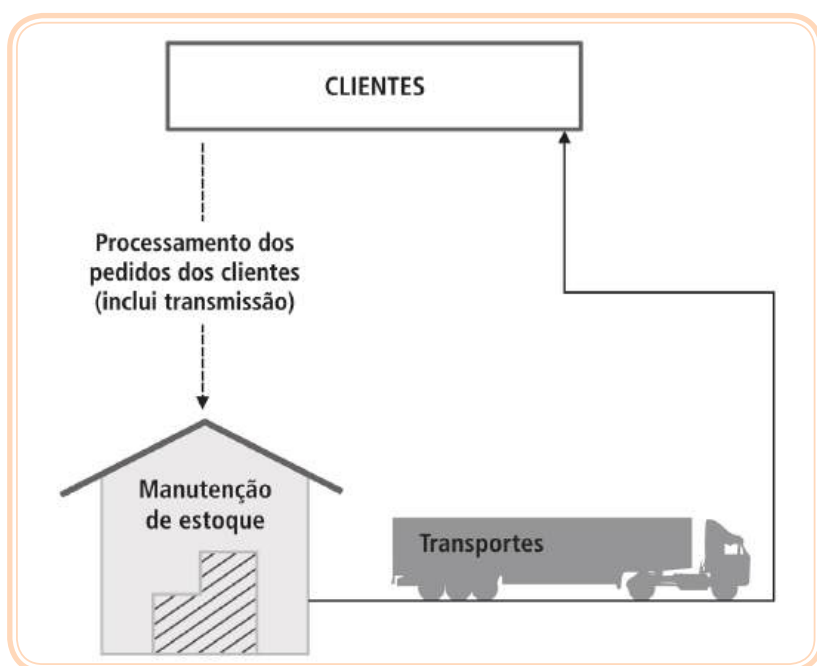 CLIENTES
Processamento dos
pedidos dos clientes
(inclui transmissão)
Manutenção
de estoque
Transportes